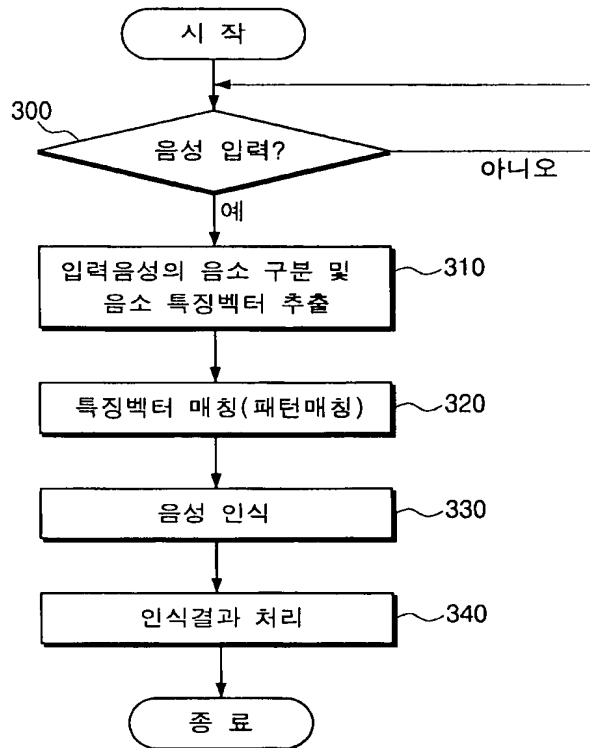 시 작
300
음성 입력?
아니오
예
입력음성의 음소 구분 및
음소 특징벡터 추출
310
특징벡터 매칭(패턴매칭)
320
음성 인식
330
인식결과 처리
340
종 료